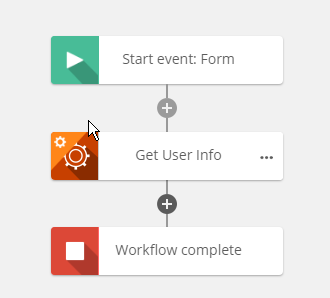 Start event: Form
Get User Info
Workflow complete